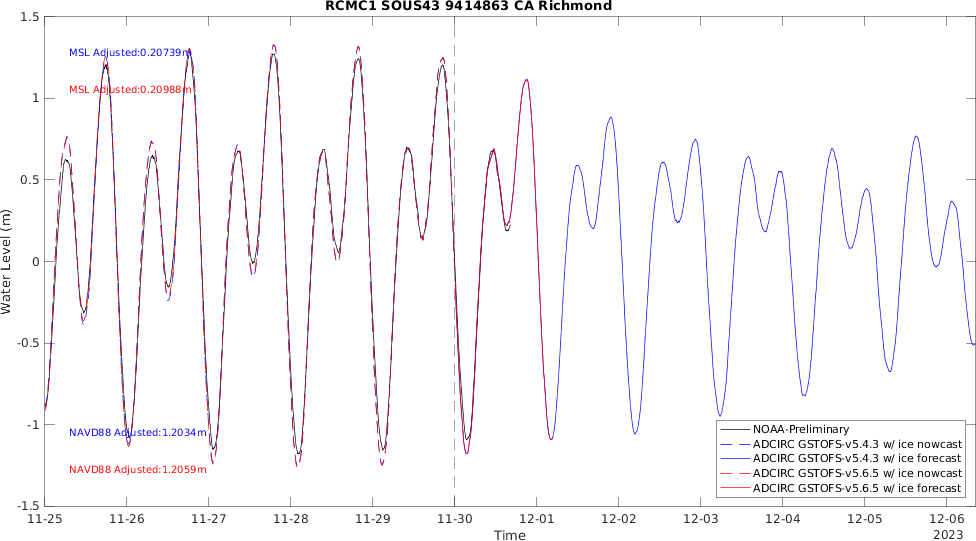 RCMC1 SOUS43 9414863 CA Richmond
1.5
1
0.5
0
-0.5
-1
-1.5
Water Level (m)
MSL Adjusted:0.20739m
MSL Adjusted:0.20988m
NAVD88 Adjusted:1.2034m
NAVD88 Adjusted:1.2059m
NOAA-Preliminary
ADCIRC GSTOFS-v5.4.3 w/ ice nowcast
ADCIRC GSTOFS-v5.4.3 w/ ice forecast
ADCIRC GSTOFS-v5.6.5 w/ ice nowcast
ADCIRC GSTOFS-v5.6.5 w/ ice forecast
11-25 11-26 11-27 11-28 11-29 11-30 12-01 12-02 12-03 12-04 12-05 12-06
2023
Time